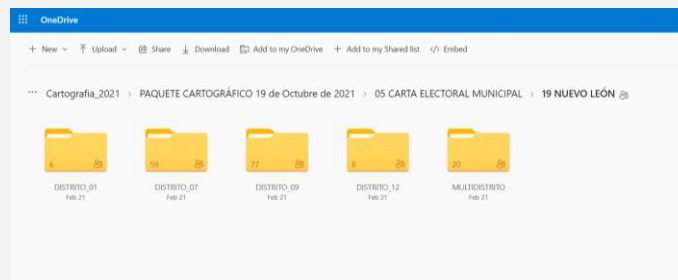 OneDrive
+ New Upload Share Download Add to my OneDrive + Add to my Shared list </> Embed
... Cartografia_2021 > PAQUETE CARTOGRÁFICO 19 de Octubre de 2021 > 05 CARTA ELECTORAL MUNICIPAL > 19 NUEVO LEÓN
6 59 77 8 20
DISTRITO_01 DISTRITO_07 DISTRITO_09 DISTRITO_12 MULTIDISTRITO
Feb 21 Feb 21 Feb 21 Feb 21 Feb 21